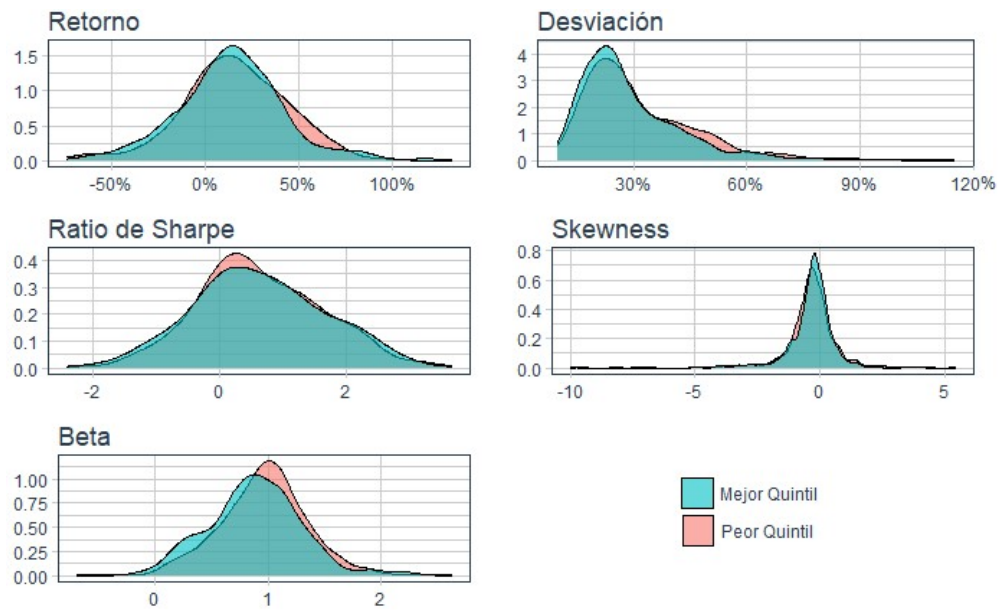 Retorno
1.5
1.0
0.5
0.0
-50% 0% 50% 100%
Desviación
4
3
2
1
0
30% 60% 90% 120%
Ratio de Sharpe
0.4
0.3
0.2
0.1
0.0
-2 0 2
Skewness
0.8
0.6
0.4
0.2
0.0
-10 -5 0 5
Beta
1.00
0.75
0.50
0.25
0.00
0 1 2
Mejor Quintil
Peor Quintil